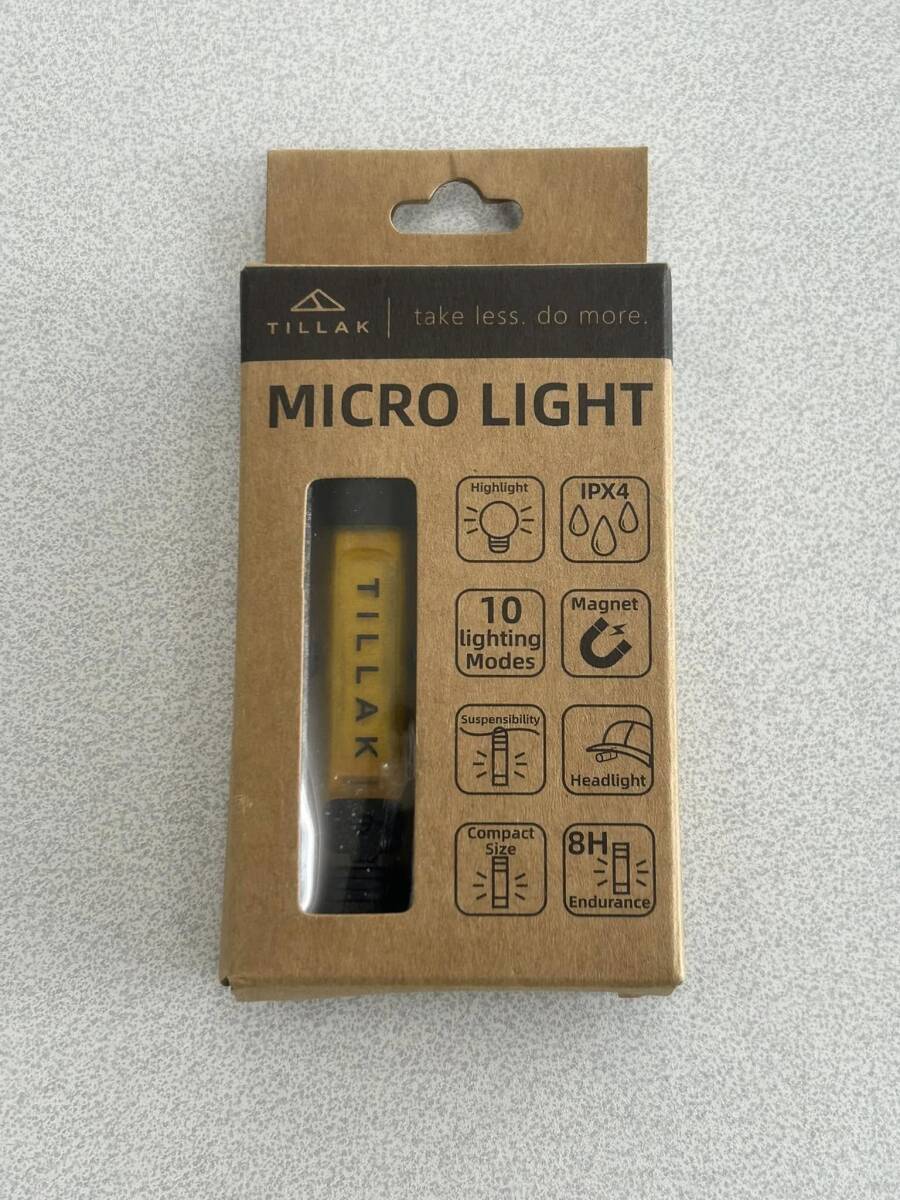 TILLAK | take less. do more.
MICRO LIGHT
TILLAK
Highlight
IPX4
10
lighting
Modes
Magnet
Suspensibility
Headlight
Compact
Size
8H
Endurance